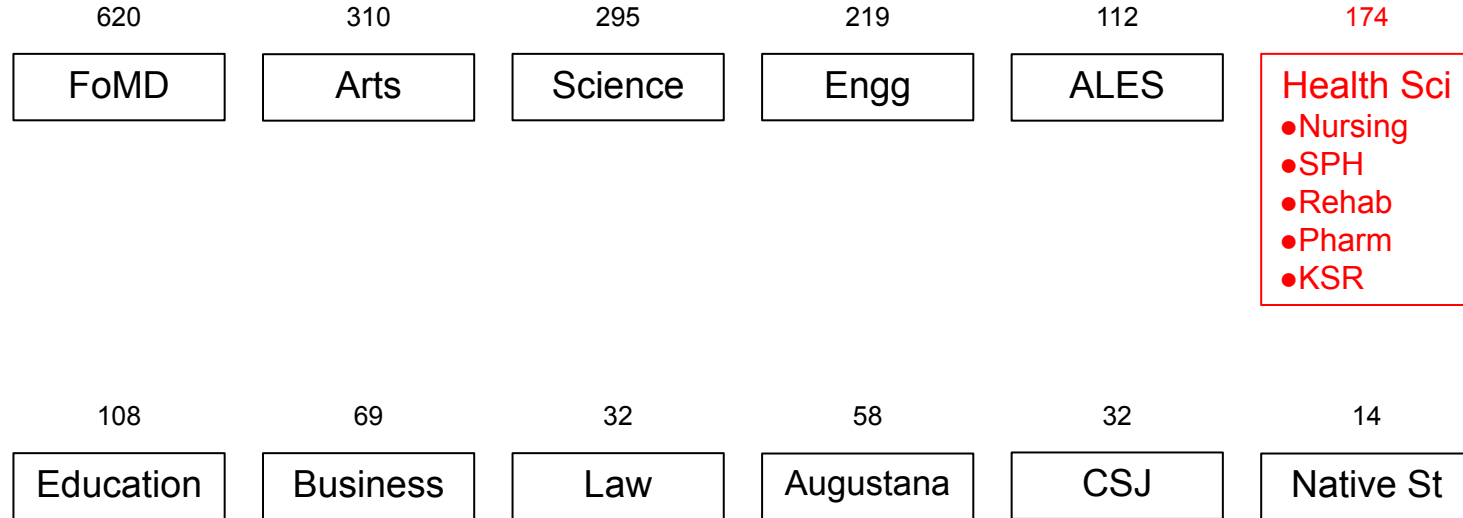 620 310 295 219 112 174
FoMD Arts Science Engg ALES Health Sci
●Nursing
●SPH
●Rehab
●Pharm
●KSR
108 69 32 58 32 14
Education Business Law Augustana CSJ Native St